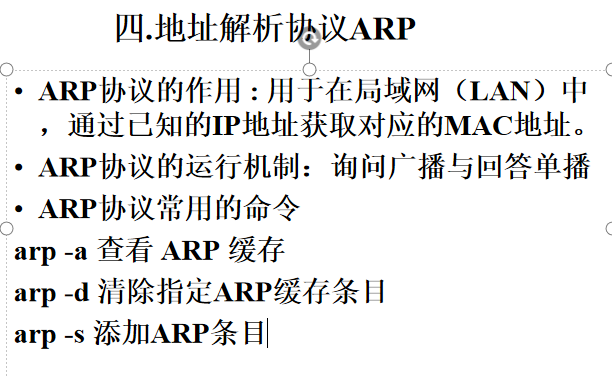 四.地址解析协议ARP
• ARP协议的作用 : 用于在局域网（LAN）中
，通过已知的IP地址获取对应的MAC地址。
• ARP协议的运行机制：询问广播与回答单播
• ARP协议常用的命令
arp -a 查看 ARP 缓存
arp -d 清除指定ARP缓存条目
arp -s 添加ARP条目